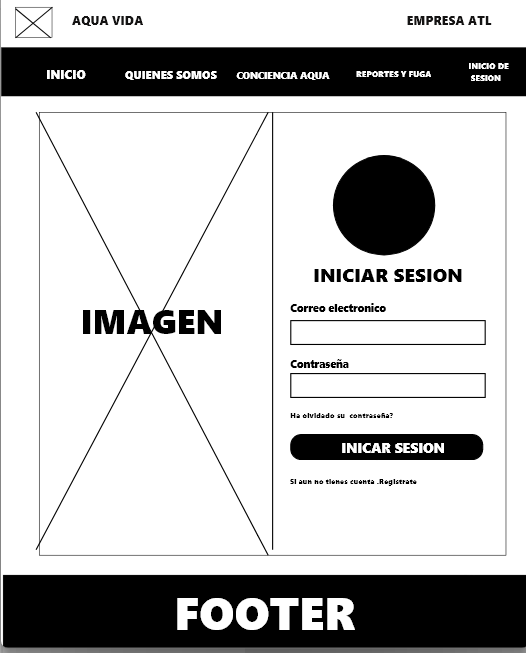 AQUA VIDA
EMPRESA ATL
INICIO
QUIENES SOMOS
CONCIENCIA AQUA
REPORTES Y FUGA
INICIO DE
SESION
IMAGEN
INICIAR SESION
Correo electronico
Contraseña
Ha olvidado su contraseña?
INICAR SESION
Si aun no tienes cuenta .Registrate
FOOTER